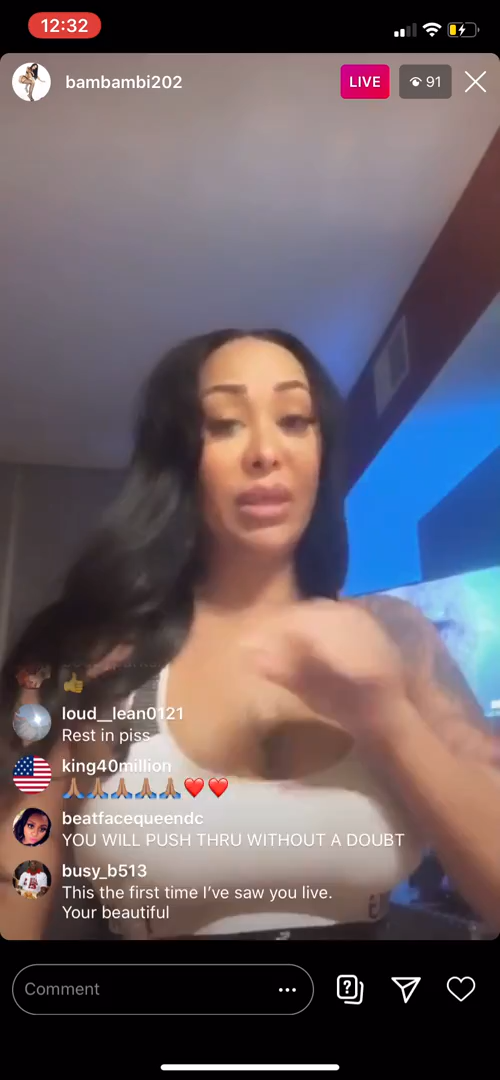 12:32
bambambi202
LIVE
91
loud__lean0121
Rest in piss
king40million
🙏🏽🙏🏽🙏🏽🙏🏽🙏🏽❤️❤️
beatfacequeendc
YOU WILL PUSH THRU WITHOUT A DOUBT
busy_b513
This the first time I’ve saw you live.
Your beautiful
Comment